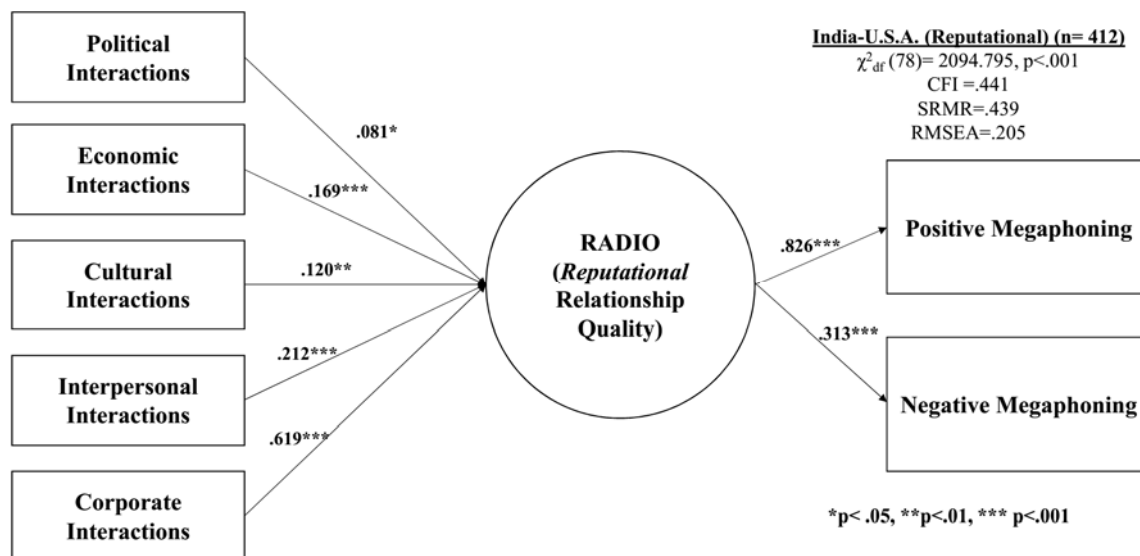 Political
Interactions
Economic
Interactions
Cultural
Interactions
Interpersonal
Interactions
Corporate
Interactions
.081*
.169***
.120**
.212***
.619***
RADIO
(Reputational
Relationship
Quality)
.826***
.313***
India-U.S.A. (Reputational) (n= 412)
χ²df (78)= 2094.795, p<.001
CFI =.441
SRMR=.439
RMSEA=.205
Positive Megaphoning
Negative Megaphoning
*p< .05, **p<.01, *** p<.001